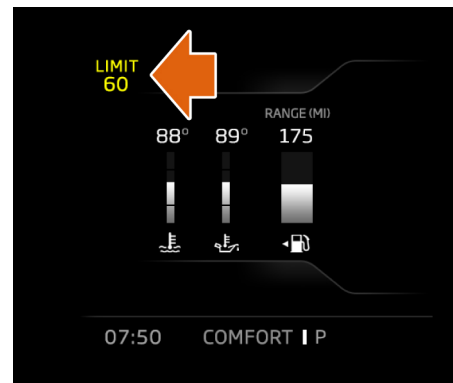 LIMIT
60
RANGE (MI)
88° 89° 175
07:50 COMFORT P